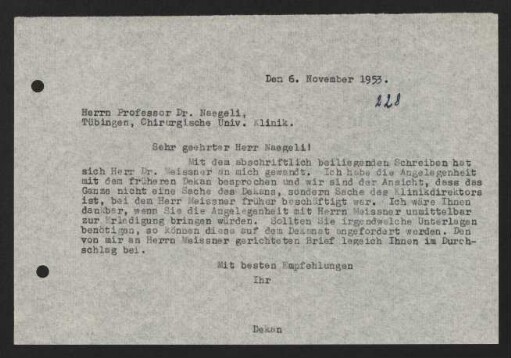 Den 6. November 1953.
228
Herrn Professor Dr. Naegeli,
Tübingen, Chirurgische Univ. Klinik.
Sehr geehrter Herr Naegeli!
Mit dem abschriftlich beiliegenden Schreiben hat
sich Herr Dr. Meissner an mich gewandt. Ich habe die Angelegenheit
mit dem früheren Dekan besprochen und wir sind der Ansicht, dass das
Ganze nicht eine Sache des Dekans, sondern Sache des Klinikdirektors
ist, bei dem Herr Meissner früher beschäftigt war. Ich wäre Ihnen
dankbar, wenn Sie die Angelegenheit mit Herrn Meissner unmittelbar
zur Erledigung bringen würden. Sollten Sie irgendwelche Unterlagen
benötigen, so können diese auf dem Dekanat angefordert werden. Den
von mir an Herrn Meissner gerichteten Brief legeich Ihnen im Durch-
schlag bei.
Mit besten Empfehlungen
Ihr
Dekan